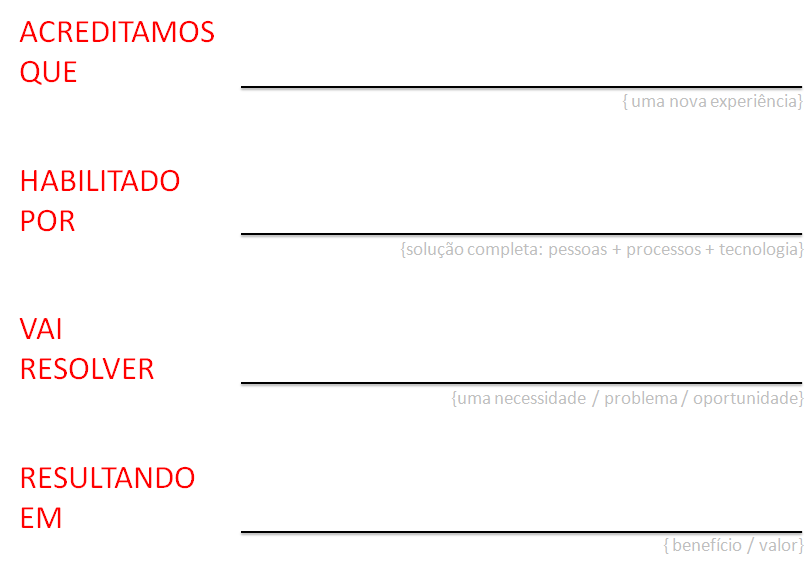 ACREDITAMOS
QUE
{ uma nova experiência}
HABILITADO
POR
{solução completa: pessoas + processos + tecnologia}
VAI
RESOLVER
{uma necessidade / problema / oportunidade}
RESULTANDO
EM
{ benefício / valor}